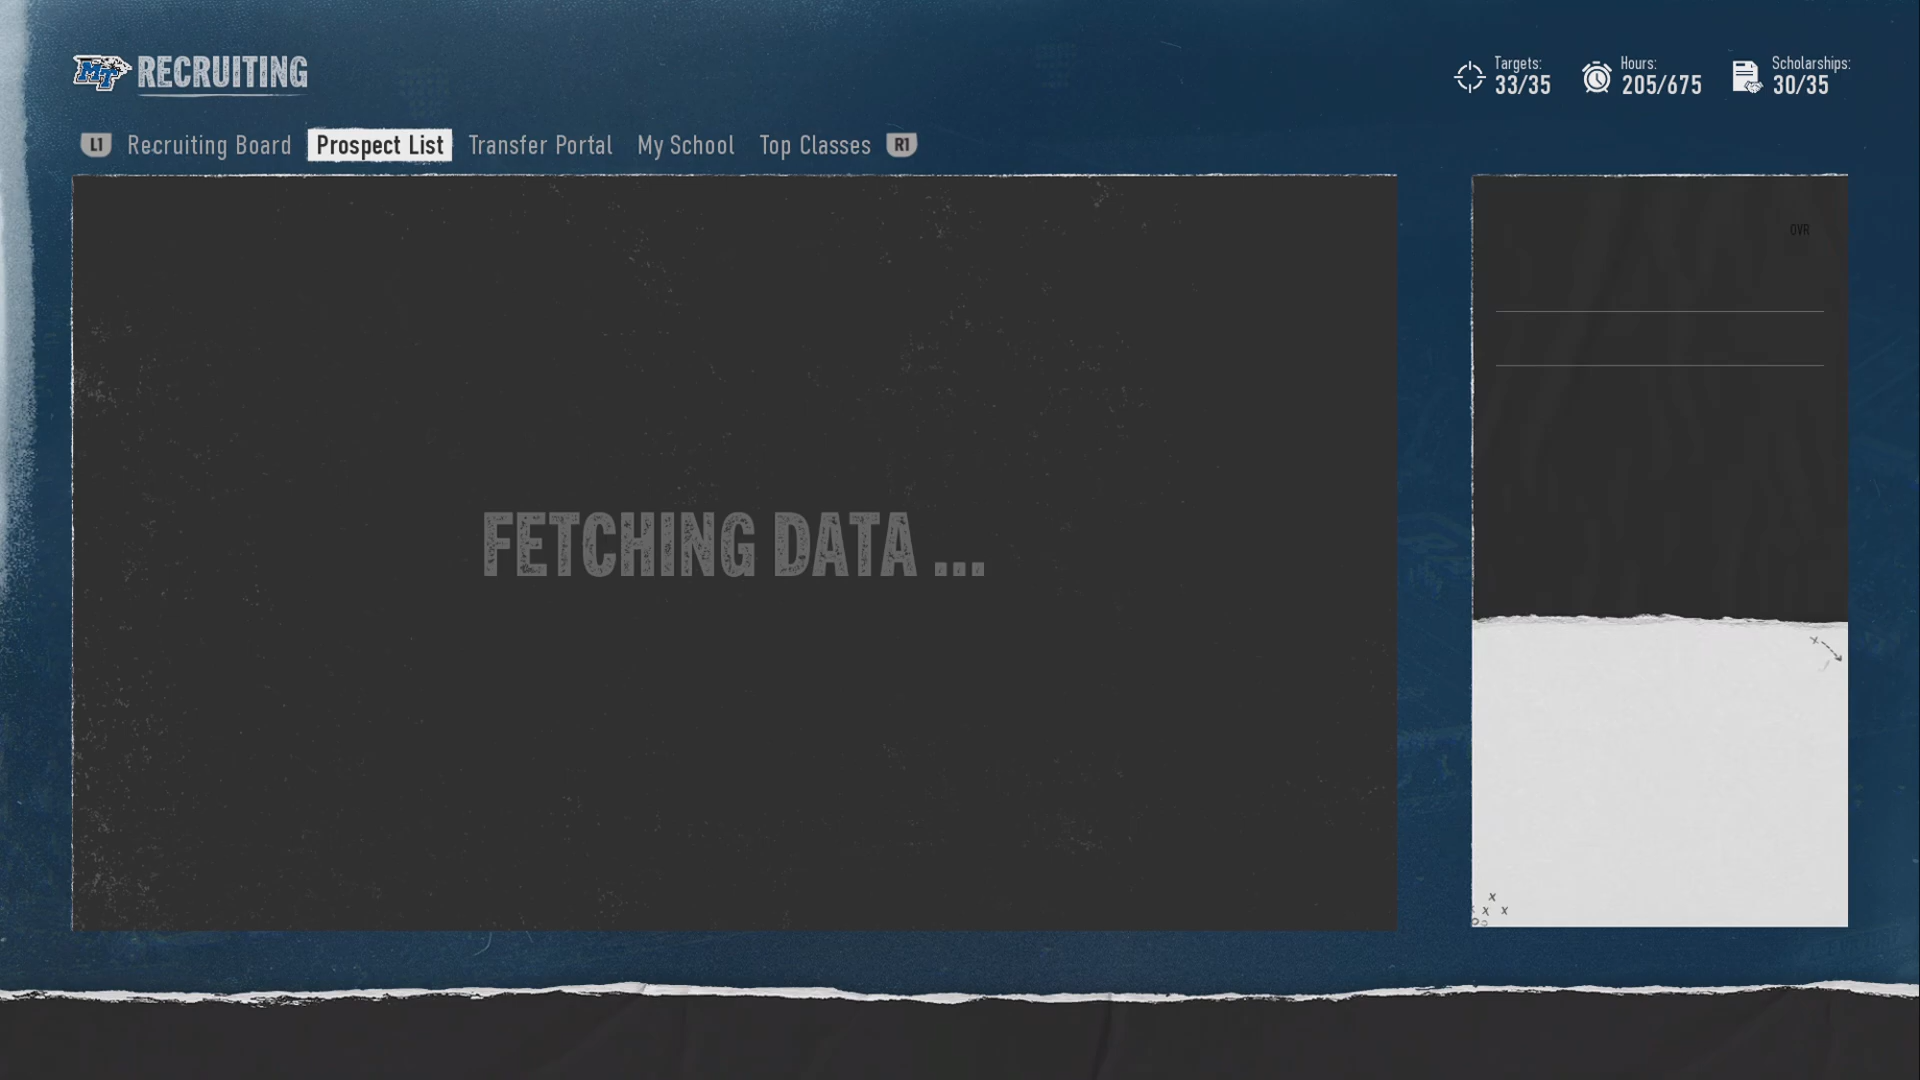 MT RECRUITING
Targets: 33/35
Hours: 205/675
Scholarships: 30/35
L1 Recruiting Board Prospect List Transfer Portal My School Top Classes R1
OVR
FETCHING DATA ...